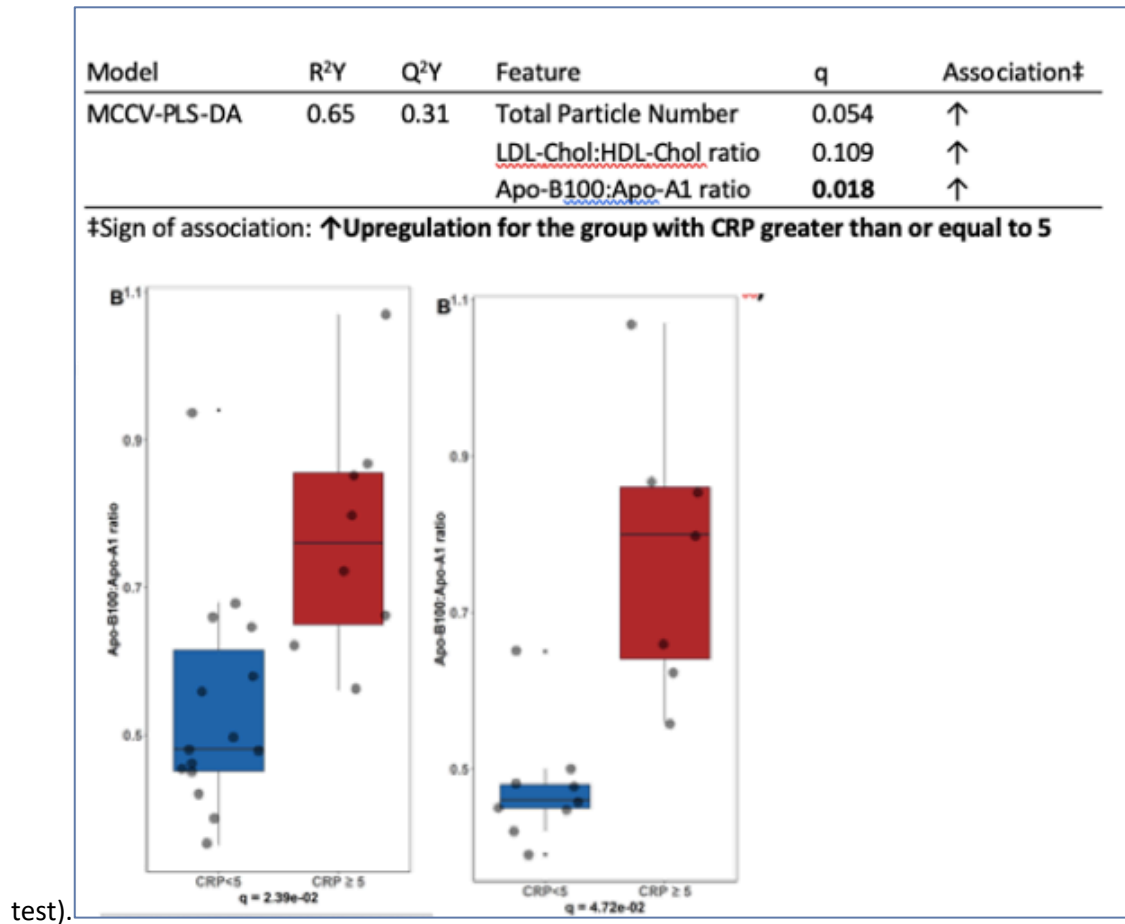 Model R²Y Q²Y Feature q Association‡
MCCV-PLS-DA 0.65 0.31 Total Particle Number 0.054 ↑
LDL-Chol:HDL-Chol ratio 0.109 ↑
Apo-B100:Apo-A1 ratio 0.018 ↑
‡Sign of association: ↑Upregulation for the group with CRP greater than or equal to 5
B
1.1
0.9
0.7
0.5
Apo-B100:Apo-A1 ratio
CRP<5 CRP ≥ 5
q = 2.39e-02
B
1.1
0.9
0.7
0.5
Apo-B100:Apo-A1 ratio
CRP<5 CRP ≥ 5
q = 4.72e-02
test).